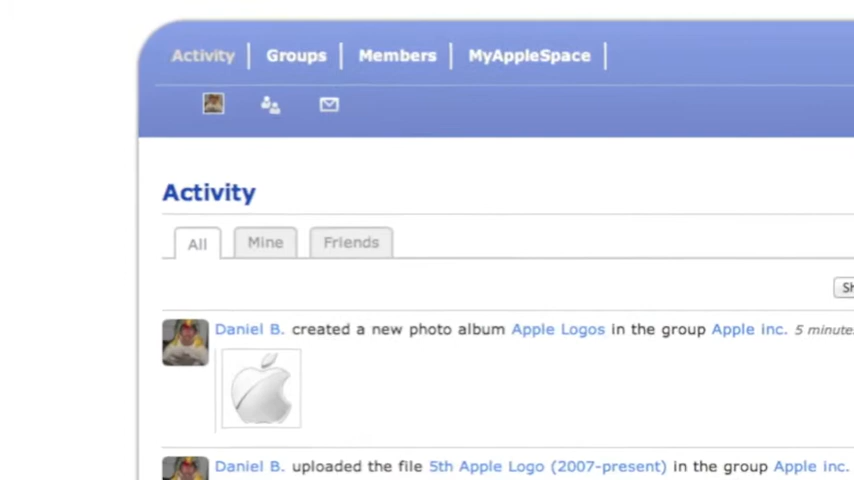 Activity Groups Members MyAppleSpace
Activity
All Mine Friends
Daniel B. created a new photo album Apple Logos in the group Apple inc. 5 minute
Daniel B. uploaded the file 5th Apple Logo (2007-present) in the group Apple inc.